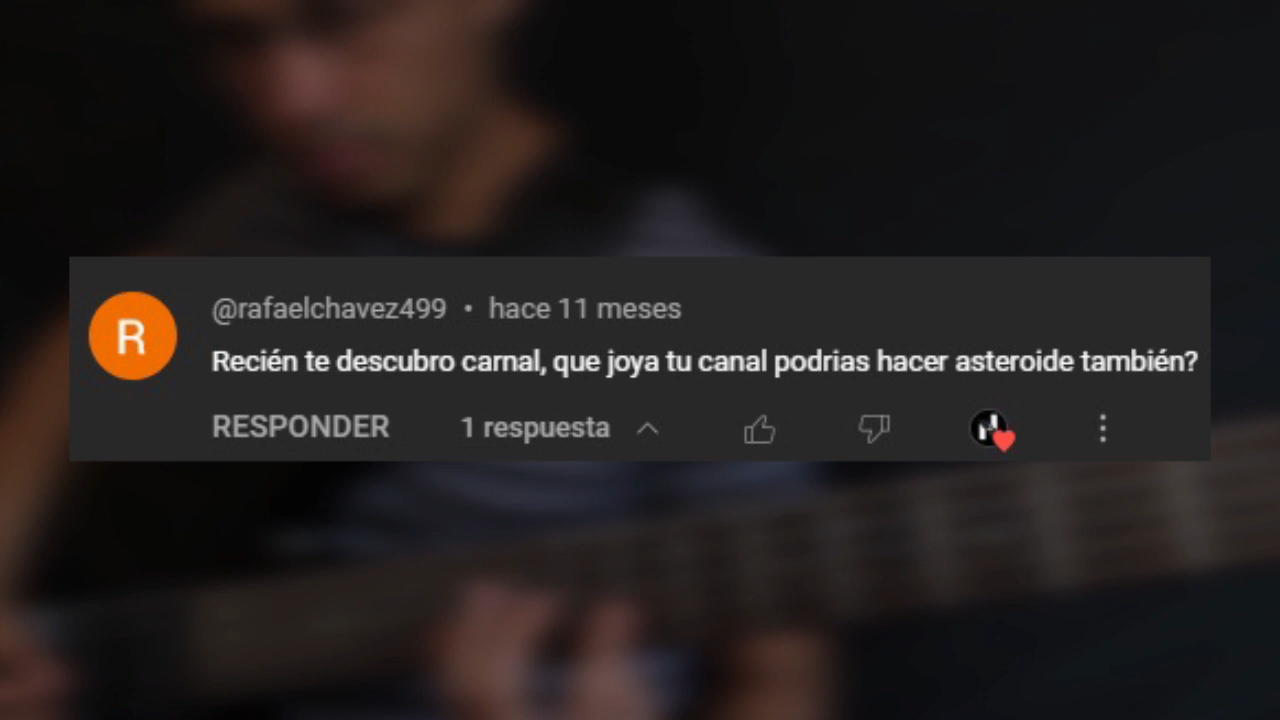 R
@rafaelchavez499 • hace 11 meses
Recién te descubro carnal, que joya tu canal podrias hacer asteroide también?
RESPONDER 1 respuesta